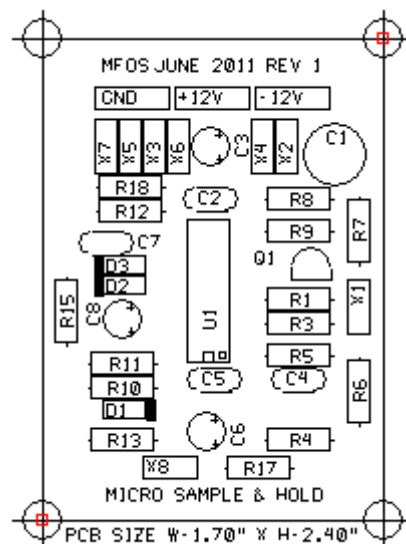 MFOS JUNE 2011 REV 1
GND +12V -12V
X7 X5 X3 X6 C3 X4 X2 C1
R18 C2 R8
R12
R9 R7
C7
D3 Q1
D2
R15 C8 U1 R1 X1
R3
R11 R5
R10 C5 C4 R6
D1
R13 C6 R4
X8 R17
MICRO SAMPLE & HOLD
PCB SIZE W-1.70" X H-2.40"